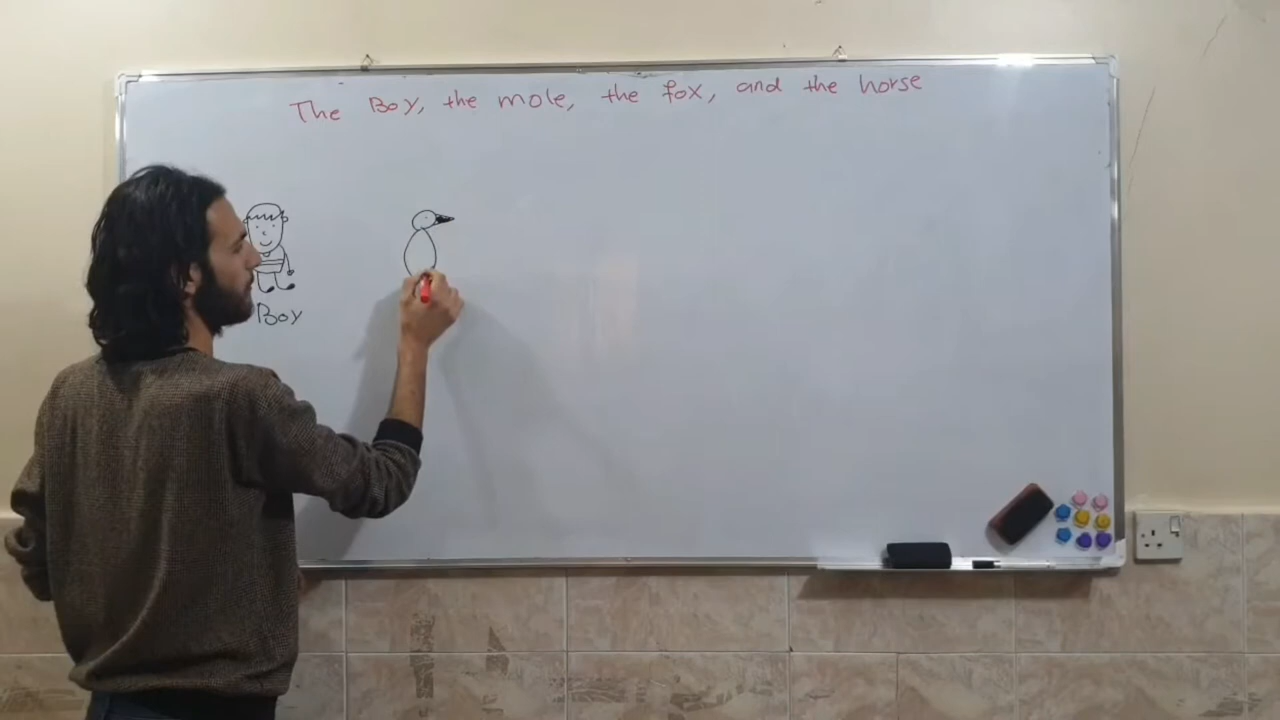 The Boy, the mole, the fox, and the horse
Boy